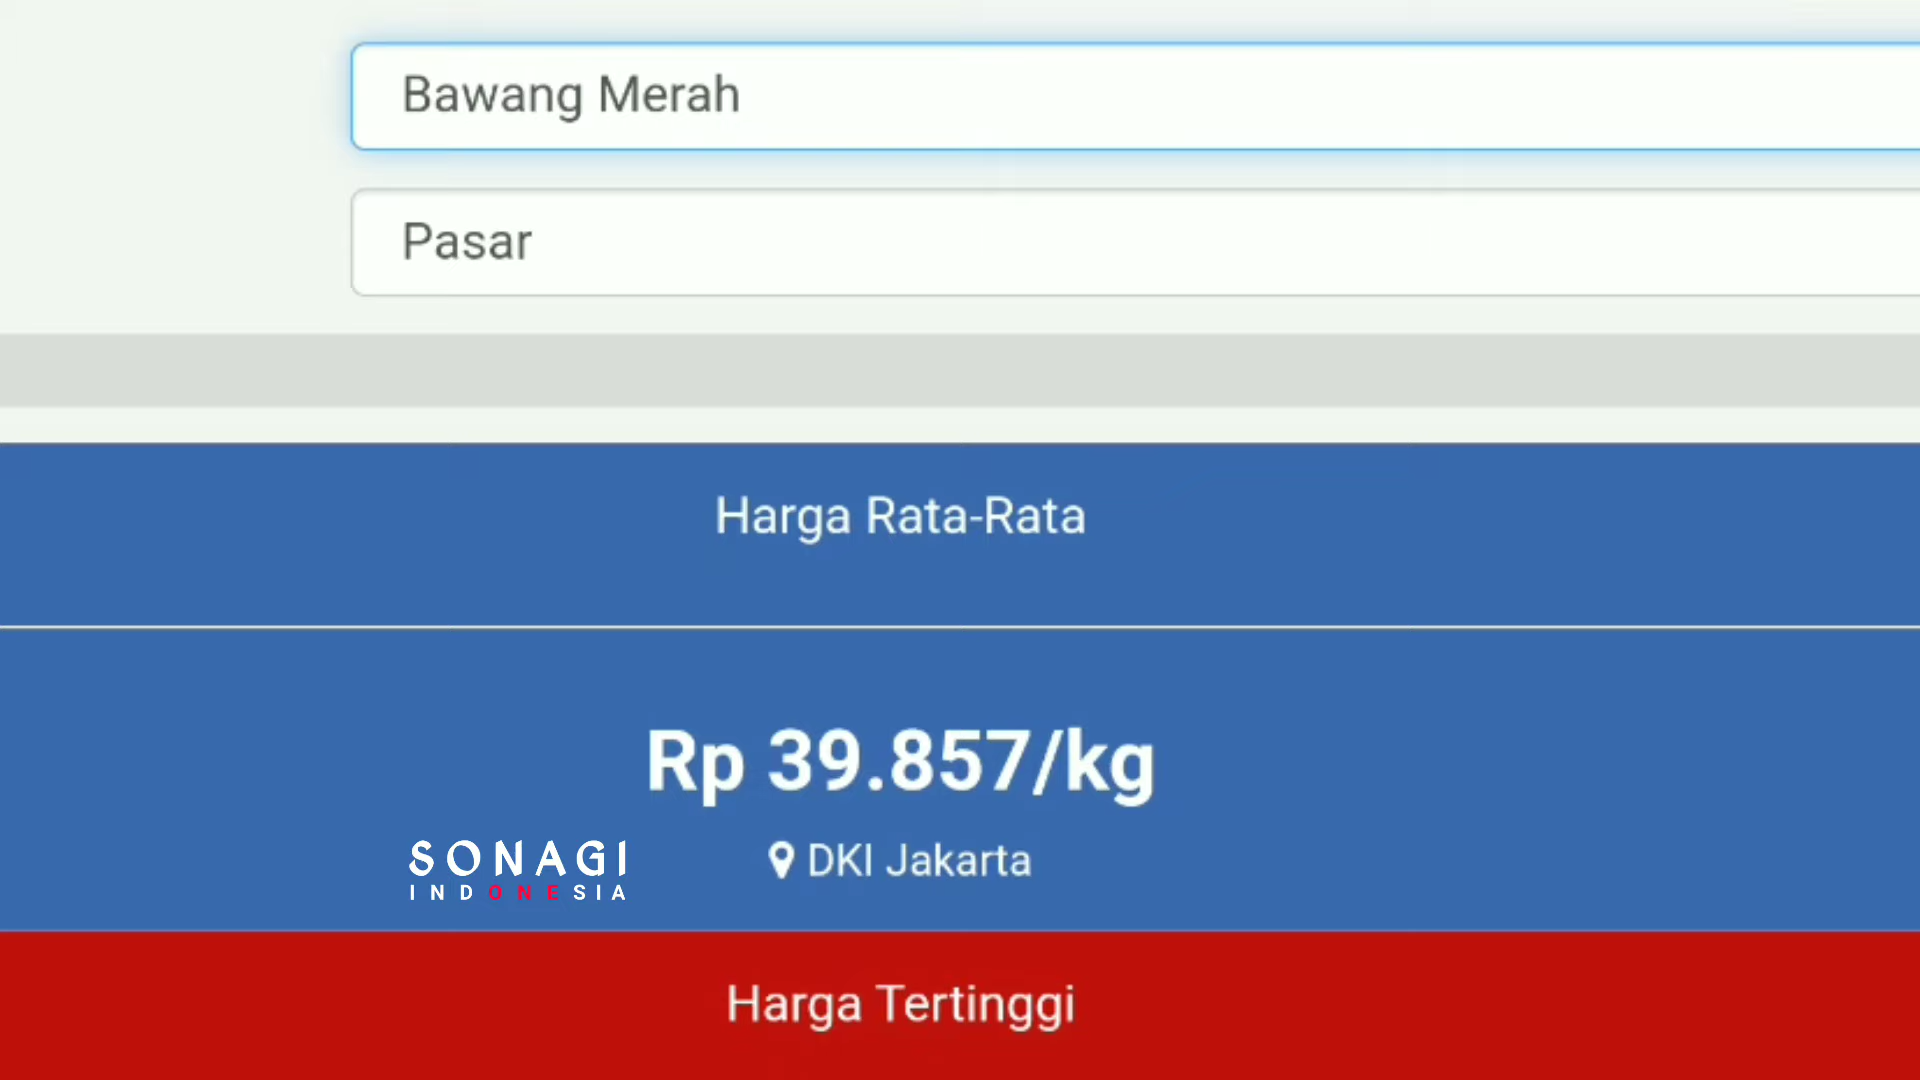 Bawang Merah
Pasar
Harga Rata-Rata
Rp 39.857/kg
DKI Jakarta
SONAGI
INDONESIA
Harga Tertinggi